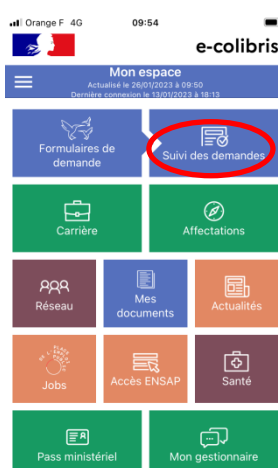 Orange F 4G 09:54
e-colibris
Mon espace
Actualisé le 26/01/2023 à 09:50
Dernière connexion le 13/01/2023 à 18:13
Formulaires de
demande
Suivi des demandes
Carrière
Affectations
Réseau
Mes
documents
Actualités
Jobs
Accès ENSAP
Santé
Pass ministériel
Mon gestionnaire